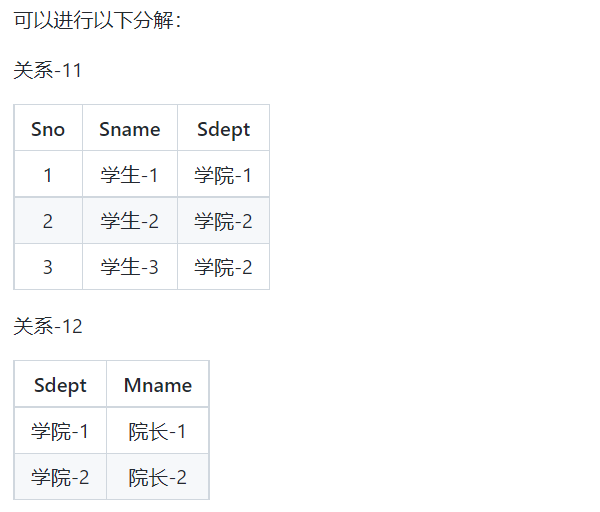 可以进行以下分解：
关系-11
Sno Sname Sdept
1 学生-1 学院-1
2 学生-2 学院-2
3 学生-3 学院-2
关系-12
Sdept Mname
学院-1 院长-1
学院-2 院长-2